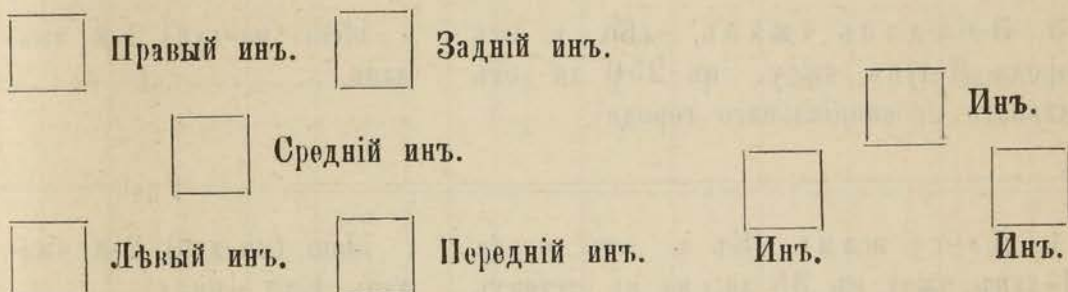 Правый инъ. Задній инъ.
Инъ.
Средній инъ.
Лѣвый инъ. Передній инъ. Инъ. Инъ.